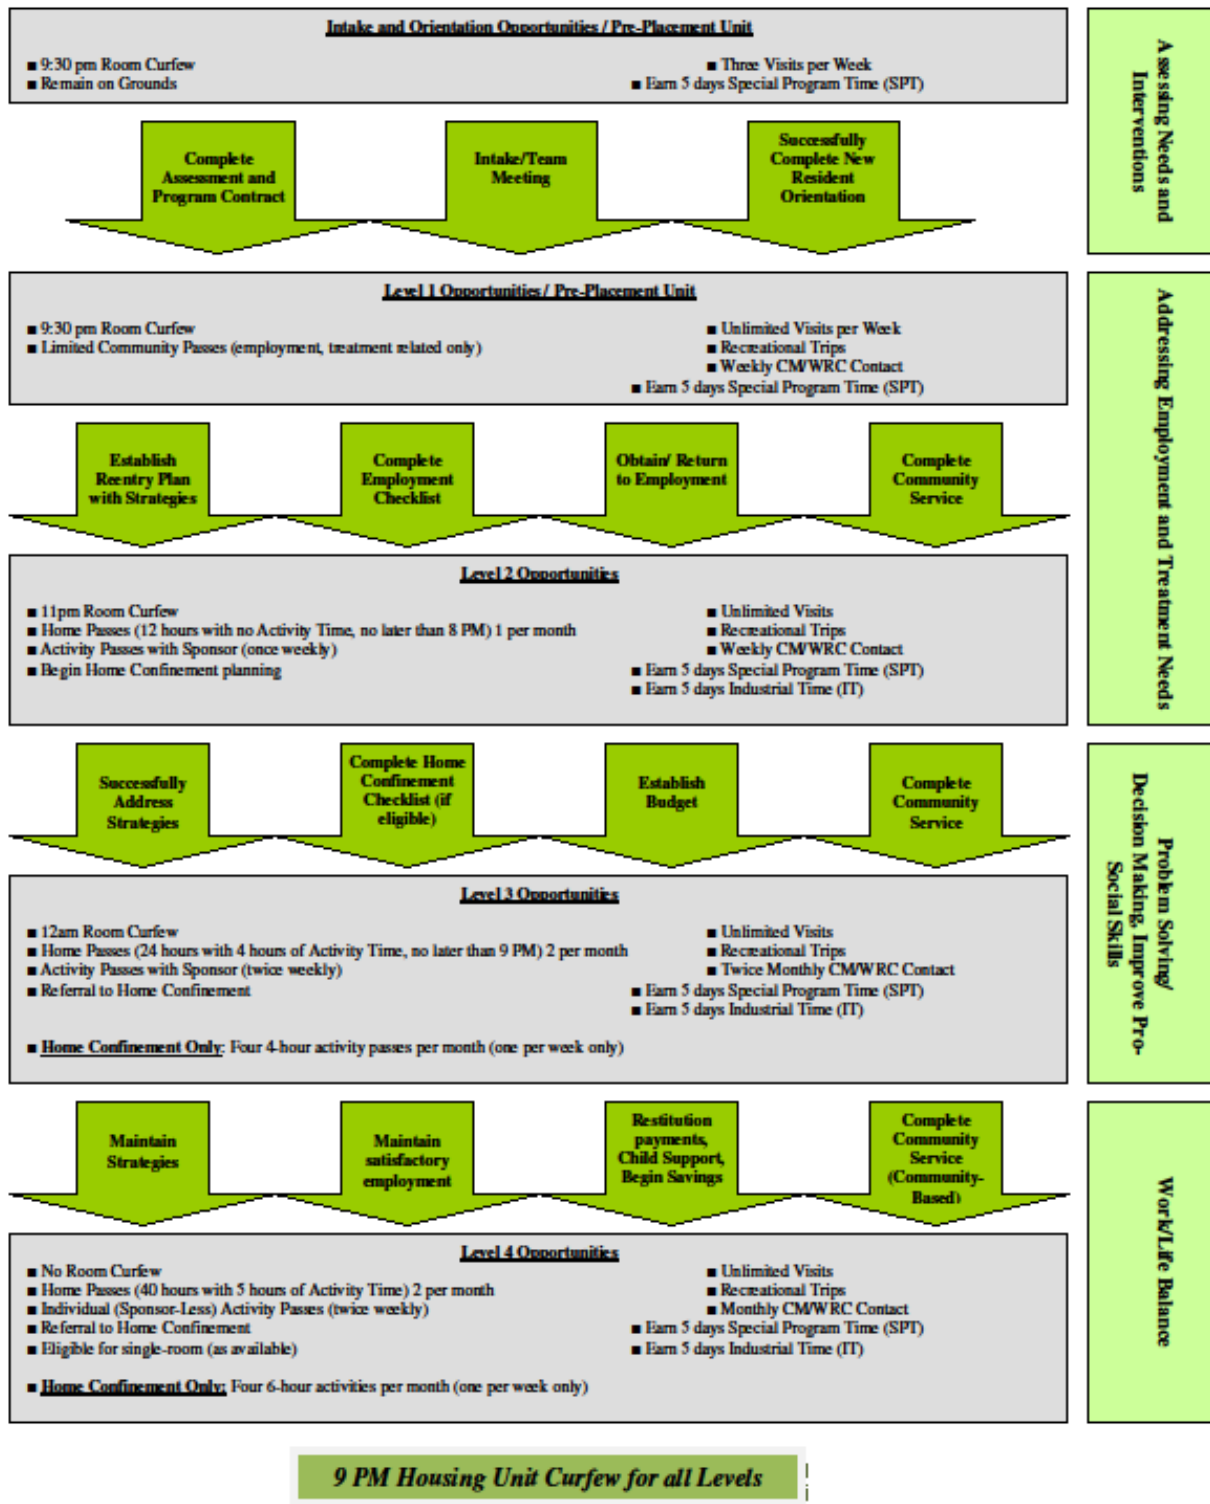 Intake and Orientation Opportunities / Pre-Placement Unit
■ 9:30 pm Room Curfew
■ Remain on Grounds
■ Three Visits per Week
■ Earn 5 days Special Program Time (SPT)
Assessing Needs and
Interventions
Complete
Assessment and
Program Contract
Intake/Team
Meeting
Successfully
Complete New
Resident
Orientation
Level 1 Opportunities / Pre-Placement Unit
■ 9:30 pm Room Curfew
■ Limited Community Passes (employment, treatment related only)
■ Unlimited Visits per Week
■ Recreational Trips
■ Weekly CM/WRC Contact
■ Earn 5 days Special Program Time (SPT)
Addressing Employment and Treatment Needs
Establish
Reentry Plan
with Strategies
Complete
Employment
Checklist
Obtain/ Return
to Employment
Complete
Community
Service
Level 2 Opportunities
■ 11pm Room Curfew
■ Home Passes (12 hours with no Activity Time, no later than 8 PM) 1 per month
■ Activity Passes with Sponsor (once weekly)
■ Begin Home Confinement planning
■ Unlimited Visits
■ Recreational Trips
■ Weekly CM/WRC Contact
■ Earn 5 days Special Program Time (SPT)
■ Earn 5 days Industrial Time (IT)
Successfully
Address
Strategies
Complete Home
Confinement
Checklist (if
eligible)
Establish
Budget
Complete
Community
Service
Problem Solving/
Decision Making, Improve Pro-
Social Skills
Level 3 Opportunities
■ 12am Room Curfew
■ Home Passes (24 hours with 4 hours of Activity Time, no later than 9 PM) 2 per month
■ Activity Passes with Sponsor (twice weekly)
■ Referral to Home Confinement
■ Unlimited Visits
■ Recreational Trips
■ Twice Monthly CM/WRC Contact
■ Earn 5 days Special Program Time (SPT)
■ Earn 5 days Industrial Time (IT)
■ Home Confinement Only: Four 4-hour activity passes per month (one per week only)
Maintain
Strategies
Maintain
satisfactory
employment
Restitution
payments,
Child Support,
Begin Savings
Complete
Community
Service
(Community-
Based)
Work/Life Balance
Level 4 Opportunities
■ No Room Curfew
■ Home Passes (40 hours with 5 hours of Activity Time) 2 per month
■ Individual (Sponsor-Less) Activity Passes (twice weekly)
■ Referral to Home Confinement
■ Eligible for single-room (as available)
■ Unlimited Visits
■ Recreational Trips
■ Monthly CM/WRC Contact
■ Earn 5 days Special Program Time (SPT)
■ Earn 5 days Industrial Time (IT)
■ Home Confinement Only: Four 6-hour activities per month (one per week only)
9 PM Housing Unit Curfew for all Levels